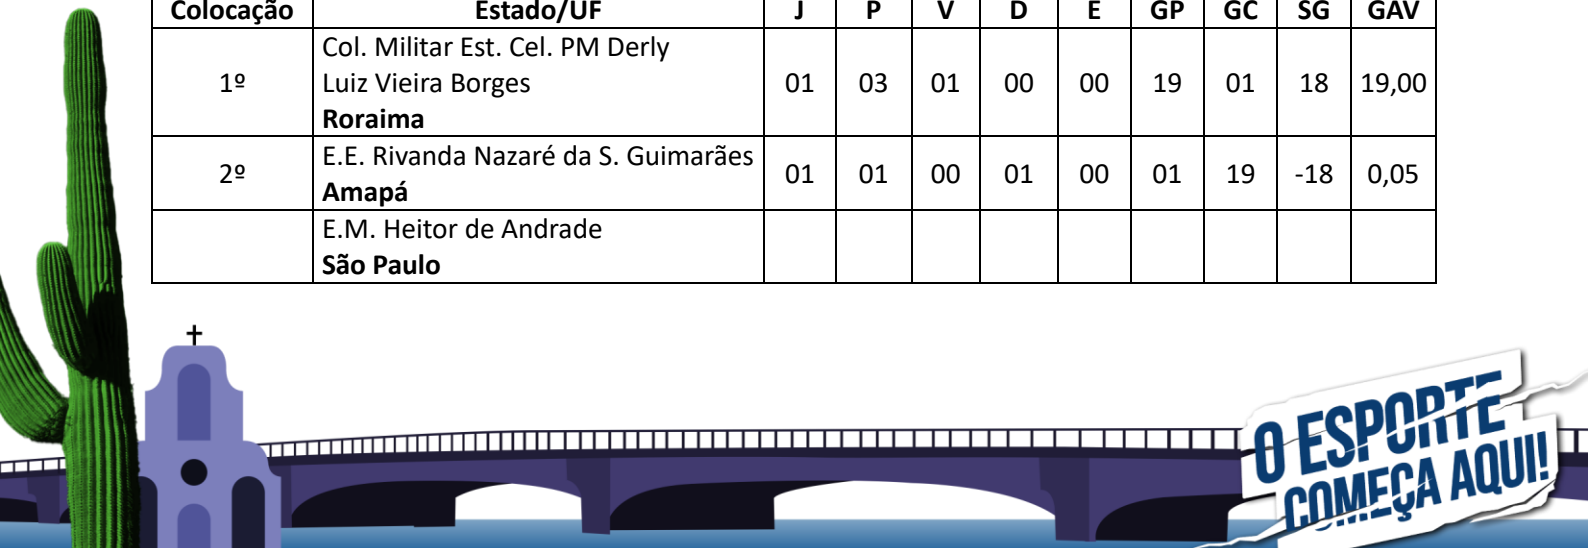 Colocação Estado/UF J P V D E GP GC SG GAV
1º Col. Militar Est. Cel. PM Derly
Luiz Vieira Borges
Roraima 01 03 01 00 00 19 01 18 19,00
2º E.E. Rivanda Nazaré da S. Guimarães
Amapá 01 01 00 01 00 01 19 -18 0,05
E.M. Heitor de Andrade
São Paulo
O ESPORTE
COMEÇA AQUI!